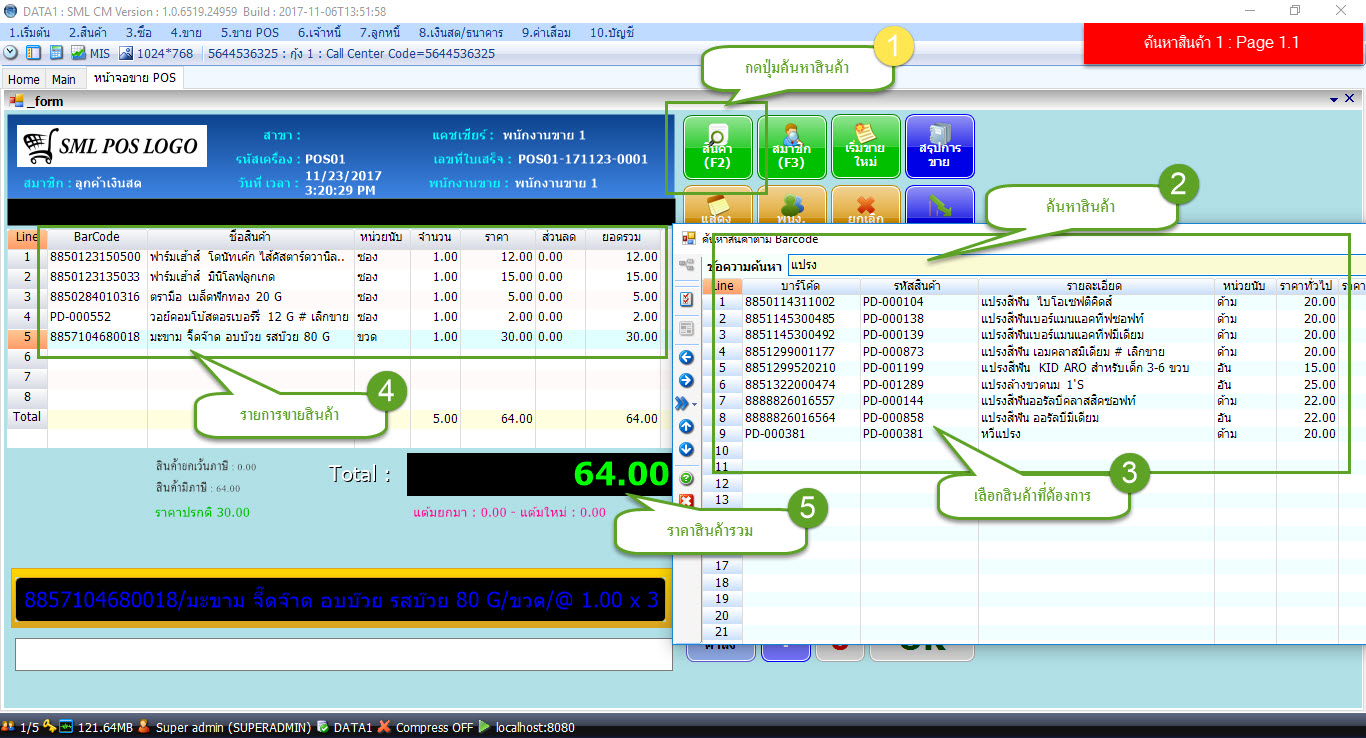 DATA1 : SML CM Version : 1.0.6519.24959 Build : 2017-11-06T13:51:58
1.เริ่มต้น 2.สินค้า 3.ซื้อ 4.ขาย 5.ขาย POS 6.เจ้าหนี้ 7.ลูกหนี้ 8.เงินสด/ธนาคาร 9.ค่าเสื่อม 10.บัญชี
MIS 1024*768 5644536325 : กุ้ง 1 : Call Center Code=5644536325
ค้นหาสินค้า 1 : Page 1.1
Home Main หน้าจอขาย POS
1
กดปุ่มค้นหาสินค้า
_form
SML POS LOGO
สาขา :
แคชเชียร์ : พนักงานขาย 1
รหัสเครื่อง : POS01
เลขที่ใบเสร็จ : POS01-171123-0001
สมาชิก : ลูกค้าเงินสด
วันที่ เวลา : 11/23/2017 3:20:29 PM
พนักงานขาย : พนักงานขาย 1
สินค้า (F2)
สมาชิก (F3)
เริ่มขาย ใหม่
สรุปการ ขาย
แสดง
พนง.
ยกเลิก
2
ค้นหาสินค้า
Line BarCode ชื่อสินค้า หน่วยนับ จำนวน ราคา ส่วนลด ยอดรวม
1 8850123150500 ฟาร์มเฮ้าส์ โดนัทเค้ก ไส้คัสตาร์ดวานิล.. ซอง 1.00 12.00 0.00 12.00
2 8850123135033 ฟาร์มเฮ้าส์ มินิโลฟลูกเกด ซอง 1.00 15.00 0.00 15.00
3 8850284010316 ตรามือ เมล็ดฟักทอง 20 G ซอง 1.00 5.00 0.00 5.00
4 PD-000552 วอยค์คอมโบ้สตอรเบอร์รี่ 12 G # เลิกขาย ซอง 1.00 2.00 0.00 2.00
5 8857104680018 มะขาม จี๊ดจ๊าด อบบ๊วย รสบ๊วย 80 G ขวด 1.00 30.00 0.00 30.00
6
7
8
Total 5.00 64.00 64.00
4
รายการขายสินค้า
สินค้ายกเว้นภาษี : 0.00
สินค้ามีภาษี : 64.00
ราคาปรกติ 30.00
Total : 64.00
แต้มยกมา : 0.00 - แต้มใหม่ : 0.00
5
ราคาสินค้ารวม
8857104680018/มะขาม จี๊ดจ๊าด อบบ๊วย รสบ๊วย 80 G/ขวด/@ 1.00 x 3
ค้นหาสินค้าตาม Barcode
ข้อความค้นหา แปรง
Line บาร์โค๊ด รหัสสินค้า รายละเอียด หน่วยนับ ราคาทั่วไป ราคา
1 8850114311002 PD-000104 แปรงสีฟัน ไบโอเซฟตี้คิดส์ ด้าม 20.00
2 8851145300485 PD-000138 แปรงสีฟันเบอร์แมนแอคทีฟซอฟท์ ด้าม 20.00
3 8851145300492 PD-000139 แปรงสีฟันเบอร์แมนแอคทีฟมีเดียม ด้าม 20.00
4 8851299001177 PD-000873 แปรงสีฟัน เอมคลาสมีเดียม # เลิกขาย ด้าม 20.00
5 8851299520210 PD-001199 แปรงสีฟัน KID ARO สำหรับเด็ก 3-6 ขวบ อัน 15.00
6 8851322000474 PD-001289 แปรงล้างขวดนม 1'S อัน 25.00
7 8888826016557 PD-000144 แปรงสีฟันออรัลบีคลาสสิคซอฟท์ ด้าม 22.00
8 8888826016564 PD-000858 แปรงสีฟัน ออรัลบีมีเดียม อัน 22.00
9 PD-000381 PD-000381 หวีแปรง ด้าม 20.00
10
11
12
13
17
18
19
20
21
3
เลือกสินค้าที่ต้องการ
1/5 121.64MB Super admin (SUPERADMIN) DATA1 Compress OFF localhost:8080